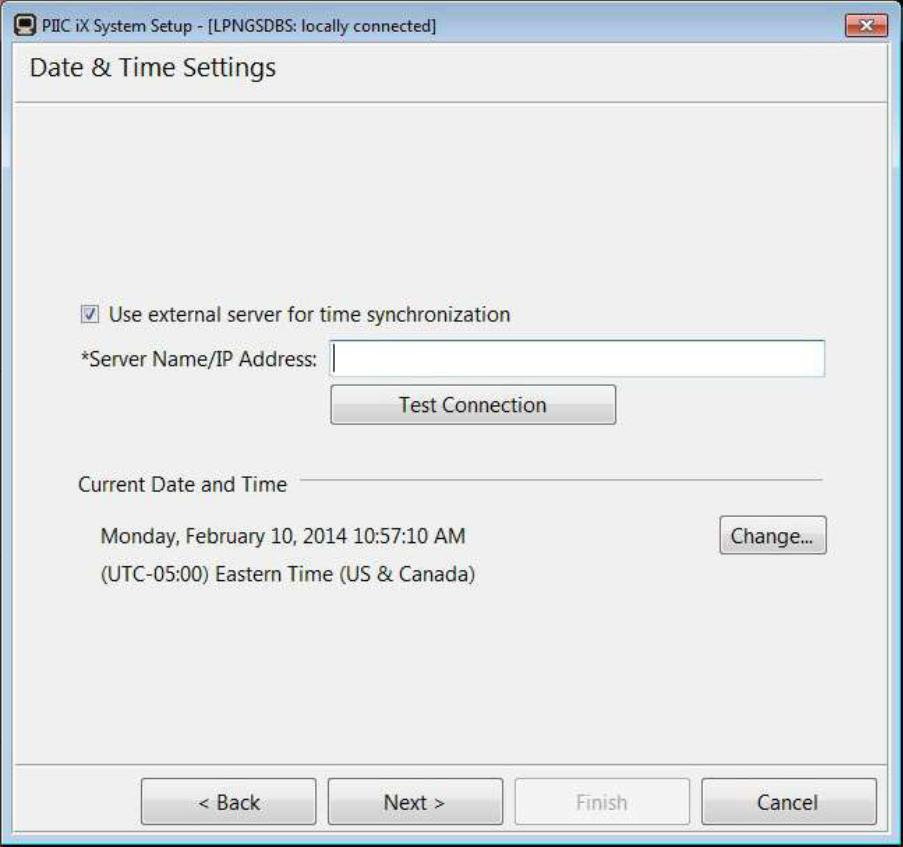 PIIC iX System Setup - [LPNGSDBS: locally connected]
Date & Time Settings
Use external server for time synchronization
*Server Name/IP Address:
Test Connection
Current Date and Time
Monday, February 10, 2014 10:57:10 AM
Change...
(UTC-05:00) Eastern Time (US & Canada)
< Back
Next >
Finish
Cancel